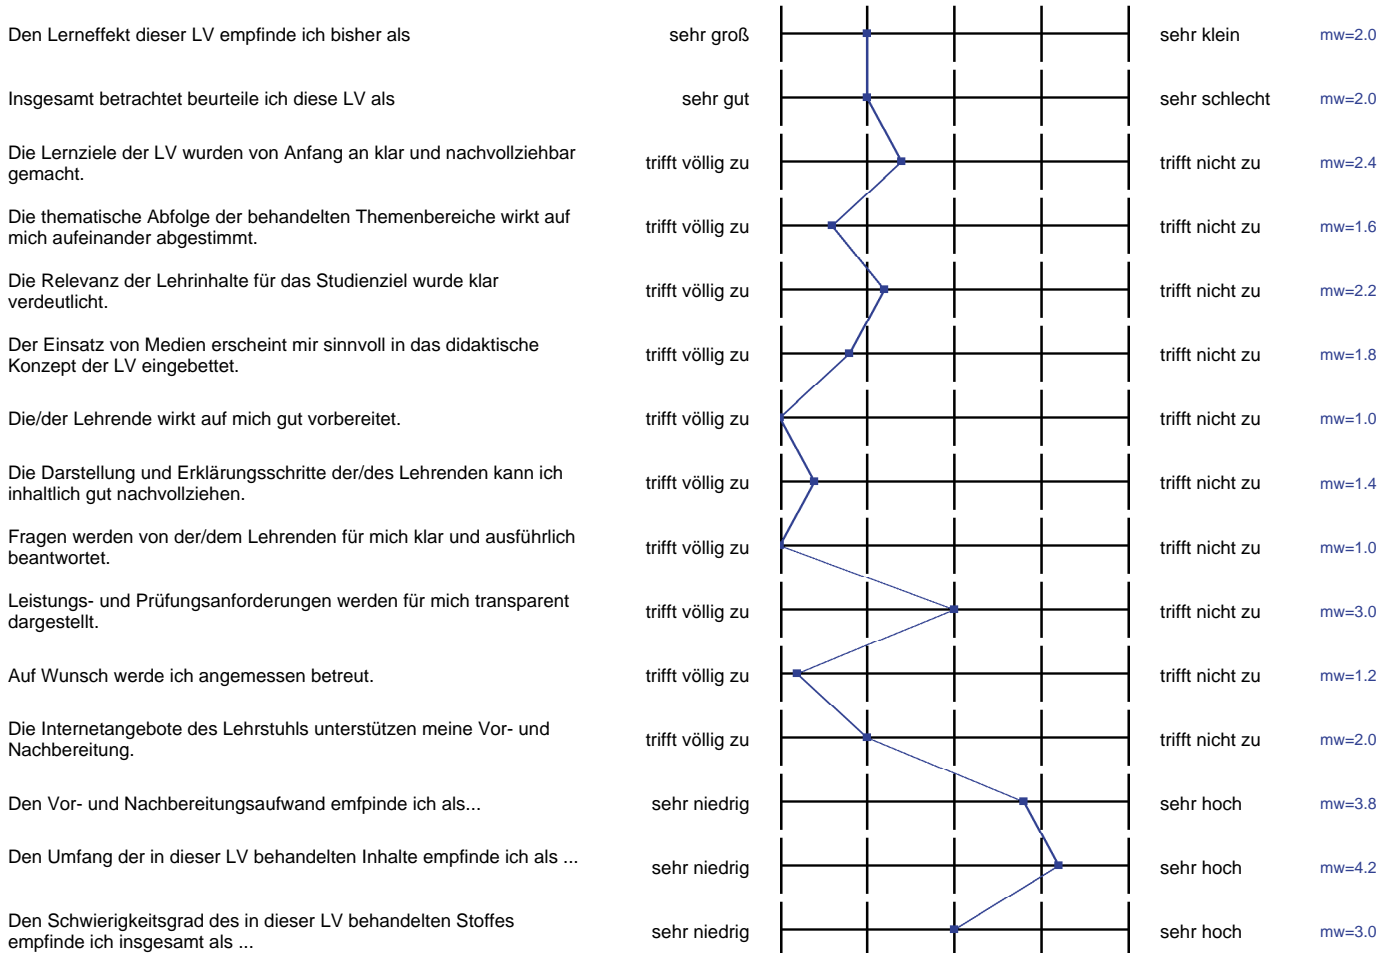 Den Lerneffekt dieser LV empfinde ich bisher als sehr groß sehr klein mw=2.0
Insgesamt betrachtet beurteile ich diese LV als sehr gut sehr schlecht mw=2.0
Die Lernziele der LV wurden von Anfang an klar und nachvollziehbar
gemacht. trifft völlig zu trifft nicht zu mw=2.4
Die thematische Abfolge der behandelten Themenbereiche wirkt auf
mich aufeinander abgestimmt. trifft völlig zu trifft nicht zu mw=1.6
Die Relevanz der Lehrinhalte für das Studienziel wurde klar
verdeutlicht. trifft völlig zu trifft nicht zu mw=2.2
Der Einsatz von Medien erscheint mir sinnvoll in das didaktische
Konzept der LV eingebettet. trifft völlig zu trifft nicht zu mw=1.8
Die/der Lehrende wirkt auf mich gut vorbereitet. trifft völlig zu trifft nicht zu mw=1.0
Die Darstellung und Erklärungsschritte der/des Lehrenden kann ich
inhaltlich gut nachvollziehen. trifft völlig zu trifft nicht zu mw=1.4
Fragen werden von der/dem Lehrenden für mich klar und ausführlich
beantwortet. trifft völlig zu trifft nicht zu mw=1.0
Leistungs- und Prüfungsanforderungen werden für mich transparent
dargestellt. trifft völlig zu trifft nicht zu mw=3.0
Auf Wunsch werde ich angemessen betreut. trifft völlig zu trifft nicht zu mw=1.2
Die Internetangebote des Lehrstuhls unterstützen meine Vor- und
Nachbereitung. trifft völlig zu trifft nicht zu mw=2.0
Den Vor- und Nachbereitungsaufwand emfpinde ich als... sehr niedrig sehr hoch mw=3.8
Den Umfang der in dieser LV behandelten Inhalte empfinde ich als ... sehr niedrig sehr hoch mw=4.2
Den Schwierigkeitsgrad des in dieser LV behandelten Stoffes
empfinde ich insgesamt als ... sehr niedrig sehr hoch mw=3.0